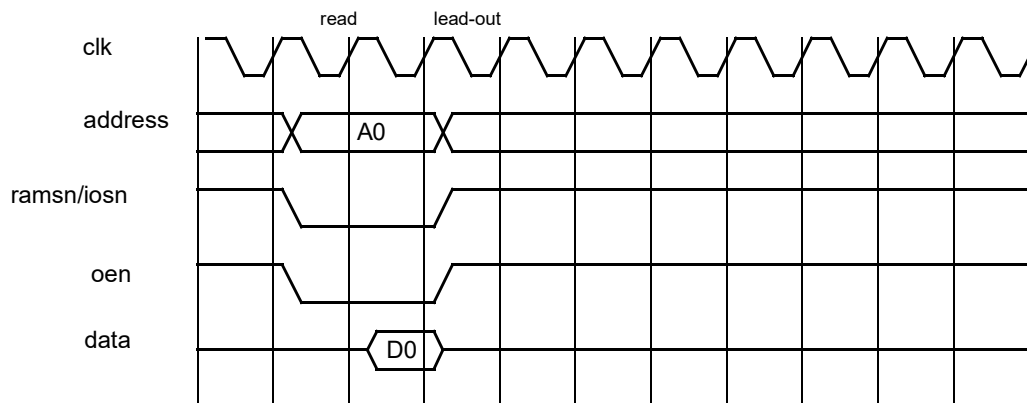 read lead-out
clk
address
A0
ramsn/iosn
oen
data
D0